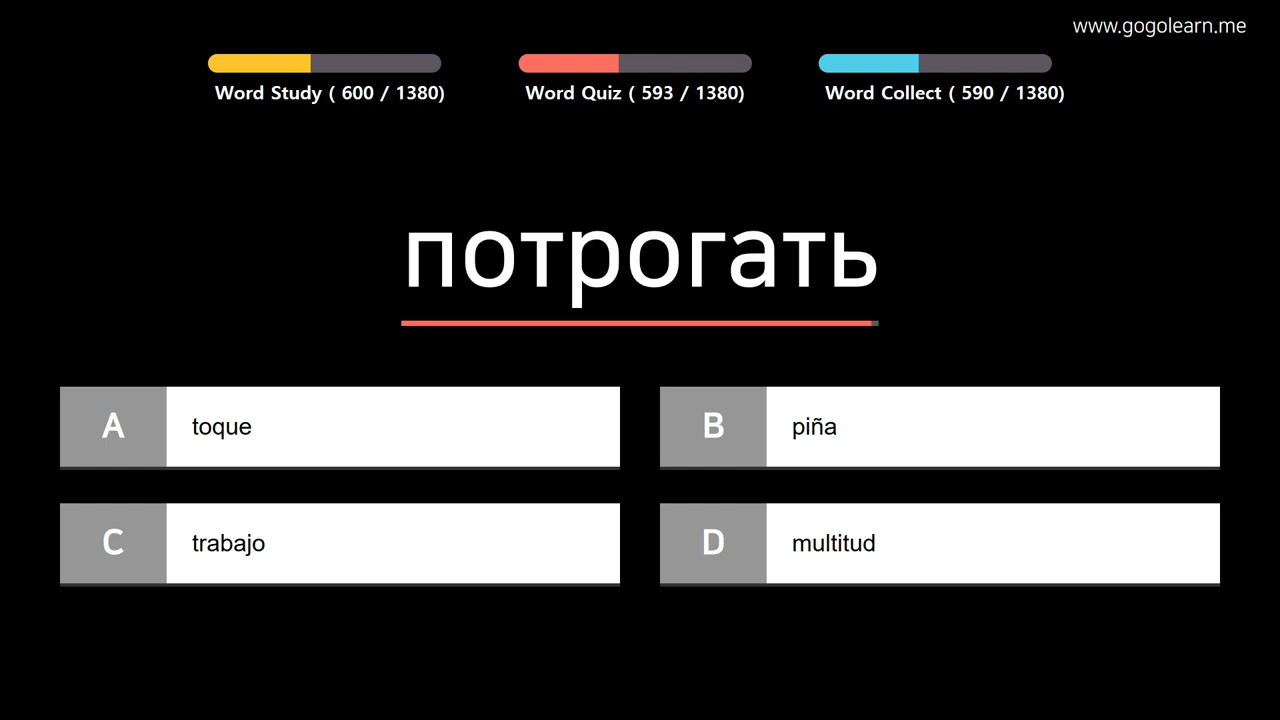 www.gogolearn.me
Word Study ( 600 / 1380)
Word Quiz ( 593 / 1380)
Word Collect ( 590 / 1380)
потрогать
A toque
B piña
C trabajo
D multitud